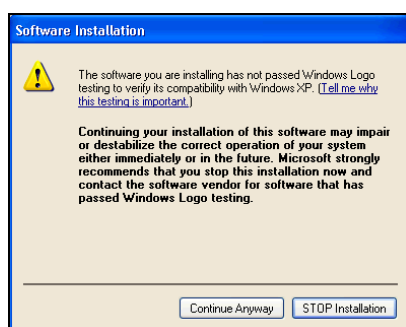 Software Installation
The software you are installing has not passed Windows Logo
testing to verify its compatibility with Windows XP. (Tell me why
this testing is important.)
Continuing your installation of this software may impair
or destabilize the correct operation of your system
either immediately or in the future. Microsoft strongly
recommends that you stop this installation now and
contact the software vendor for software that has
passed Windows Logo testing.
Continue Anyway
STOP Installation